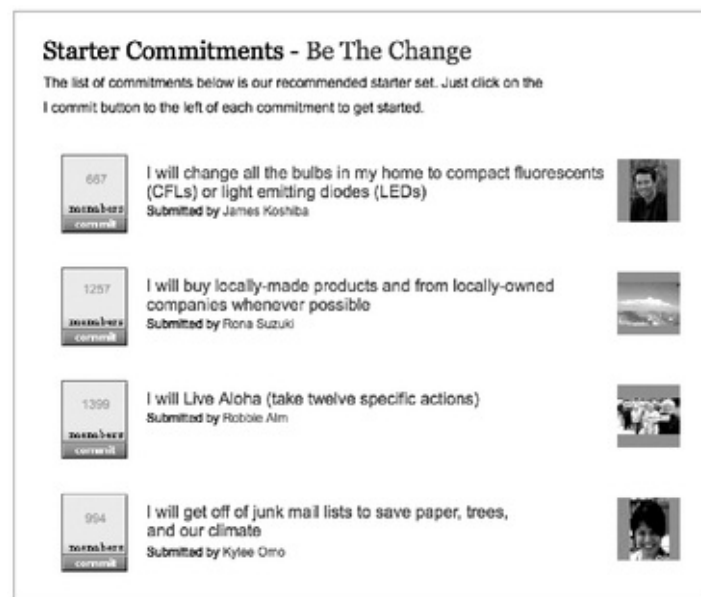 Starter Commitments - Be The Change
The list of commitments below is our recommended starter set. Just click on the
I commit button to the left of each commitment to get started.
667
members
commit
I will change all the bulbs in my home to compact fluorescents
(CFLs) or light emitting diodes (LEDs)
Submitted by James Koshiba
1257
members
commit
I will buy locally-made products and from locally-owned
companies whenever possible
Submitted by Rona Suzuki
1399
members
commit
I will Live Aloha (take twelve specific actions)
Submitted by Robbie Alm
994
members
commit
I will get off of junk mail lists to save paper, trees,
and our climate
Submitted by Kylee Omo